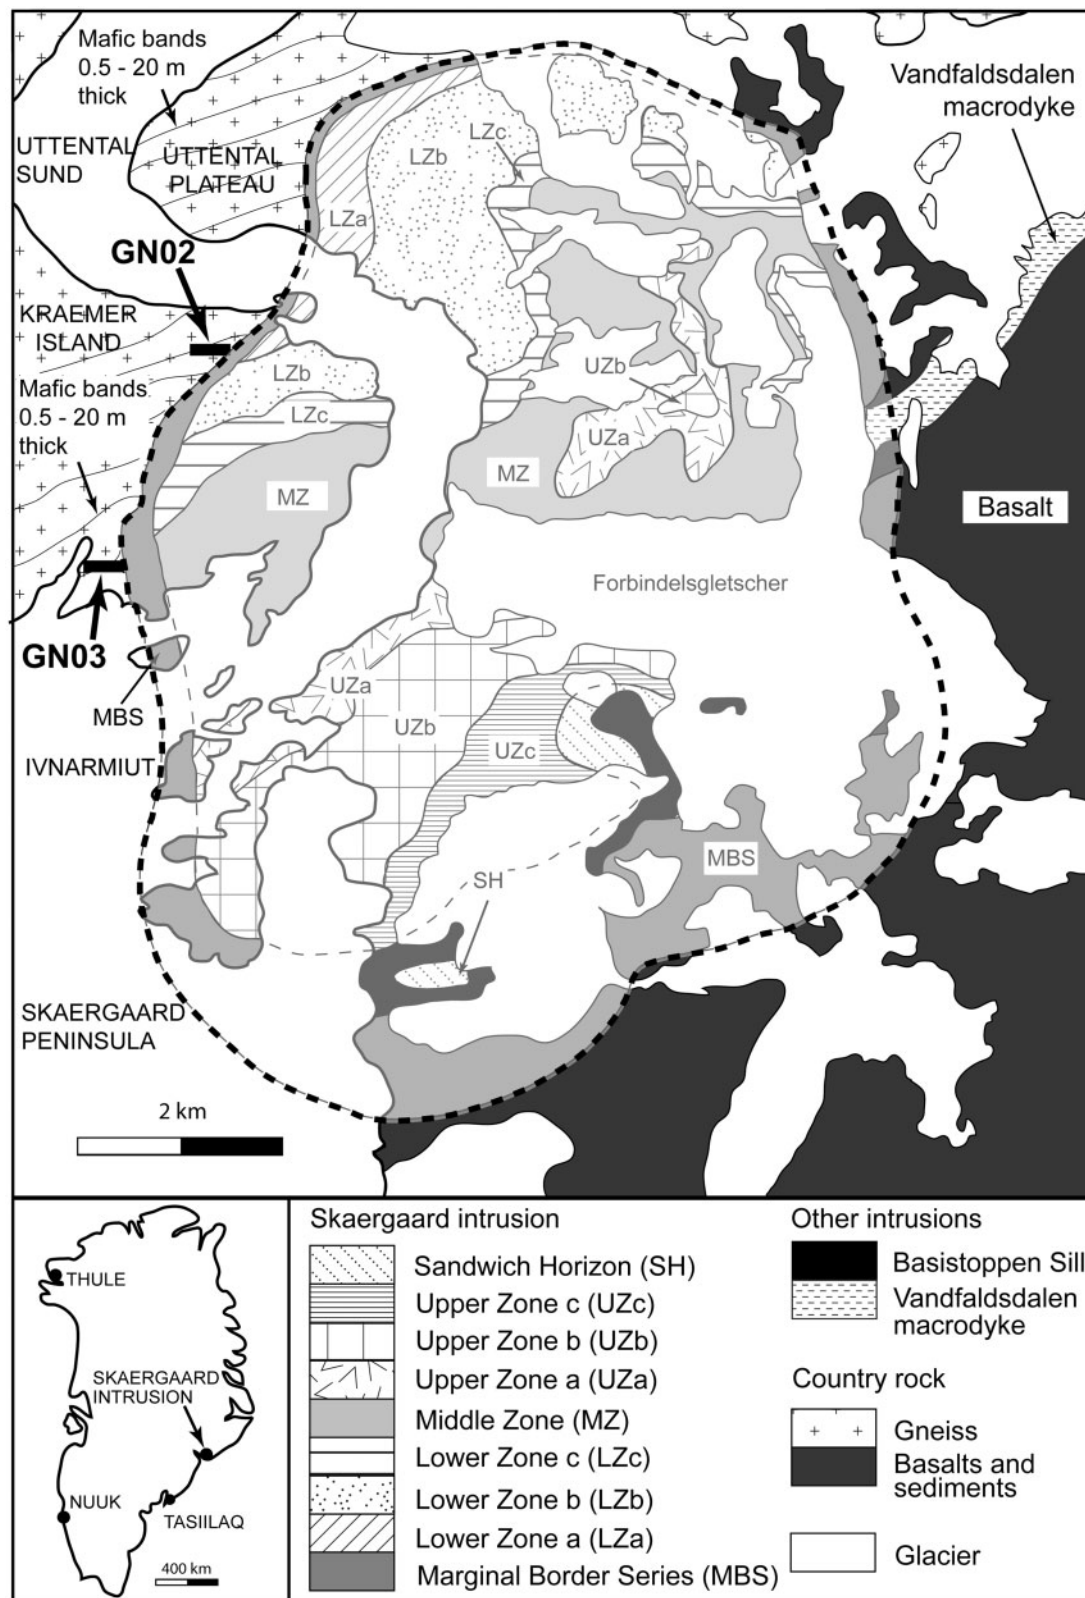 Mafic bands
0.5 - 20 m
thick
Vandfaldsdalen
macrodyke
UTTENTAL
SUND
UTTENTAL
PLATEAU
LZc
LZb
LZa
GN02
KRAEMER
ISLAND
Mafic bands
0.5 - 20 m
thick
LZb
LZc
UZb
UZa
MZ
MZ
Basalt
Forbindelsgletscher
GN03
MBS
UZa
UZb
UZc
IVNARMIUT
MBS
SH
SKAERGAARD
PENINSULA
2 km
THULE
SKAERGAARD
INTRUSION
NUUK
TASIILAQ
400 km
Skaergaard intrusion
Sandwich Horizon (SH)
Upper Zone c (UZc)
Upper Zone b (UZb)
Upper Zone a (UZa)
Middle Zone (MZ)
Lower Zone c (LZc)
Lower Zone b (LZb)
Lower Zone a (LZa)
Marginal Border Series (MBS)
Other intrusions
Basistoppen Sill
Vandfaldsdalen
macrodyke
Country rock
Gneiss
Basalts and
sediments
Glacier